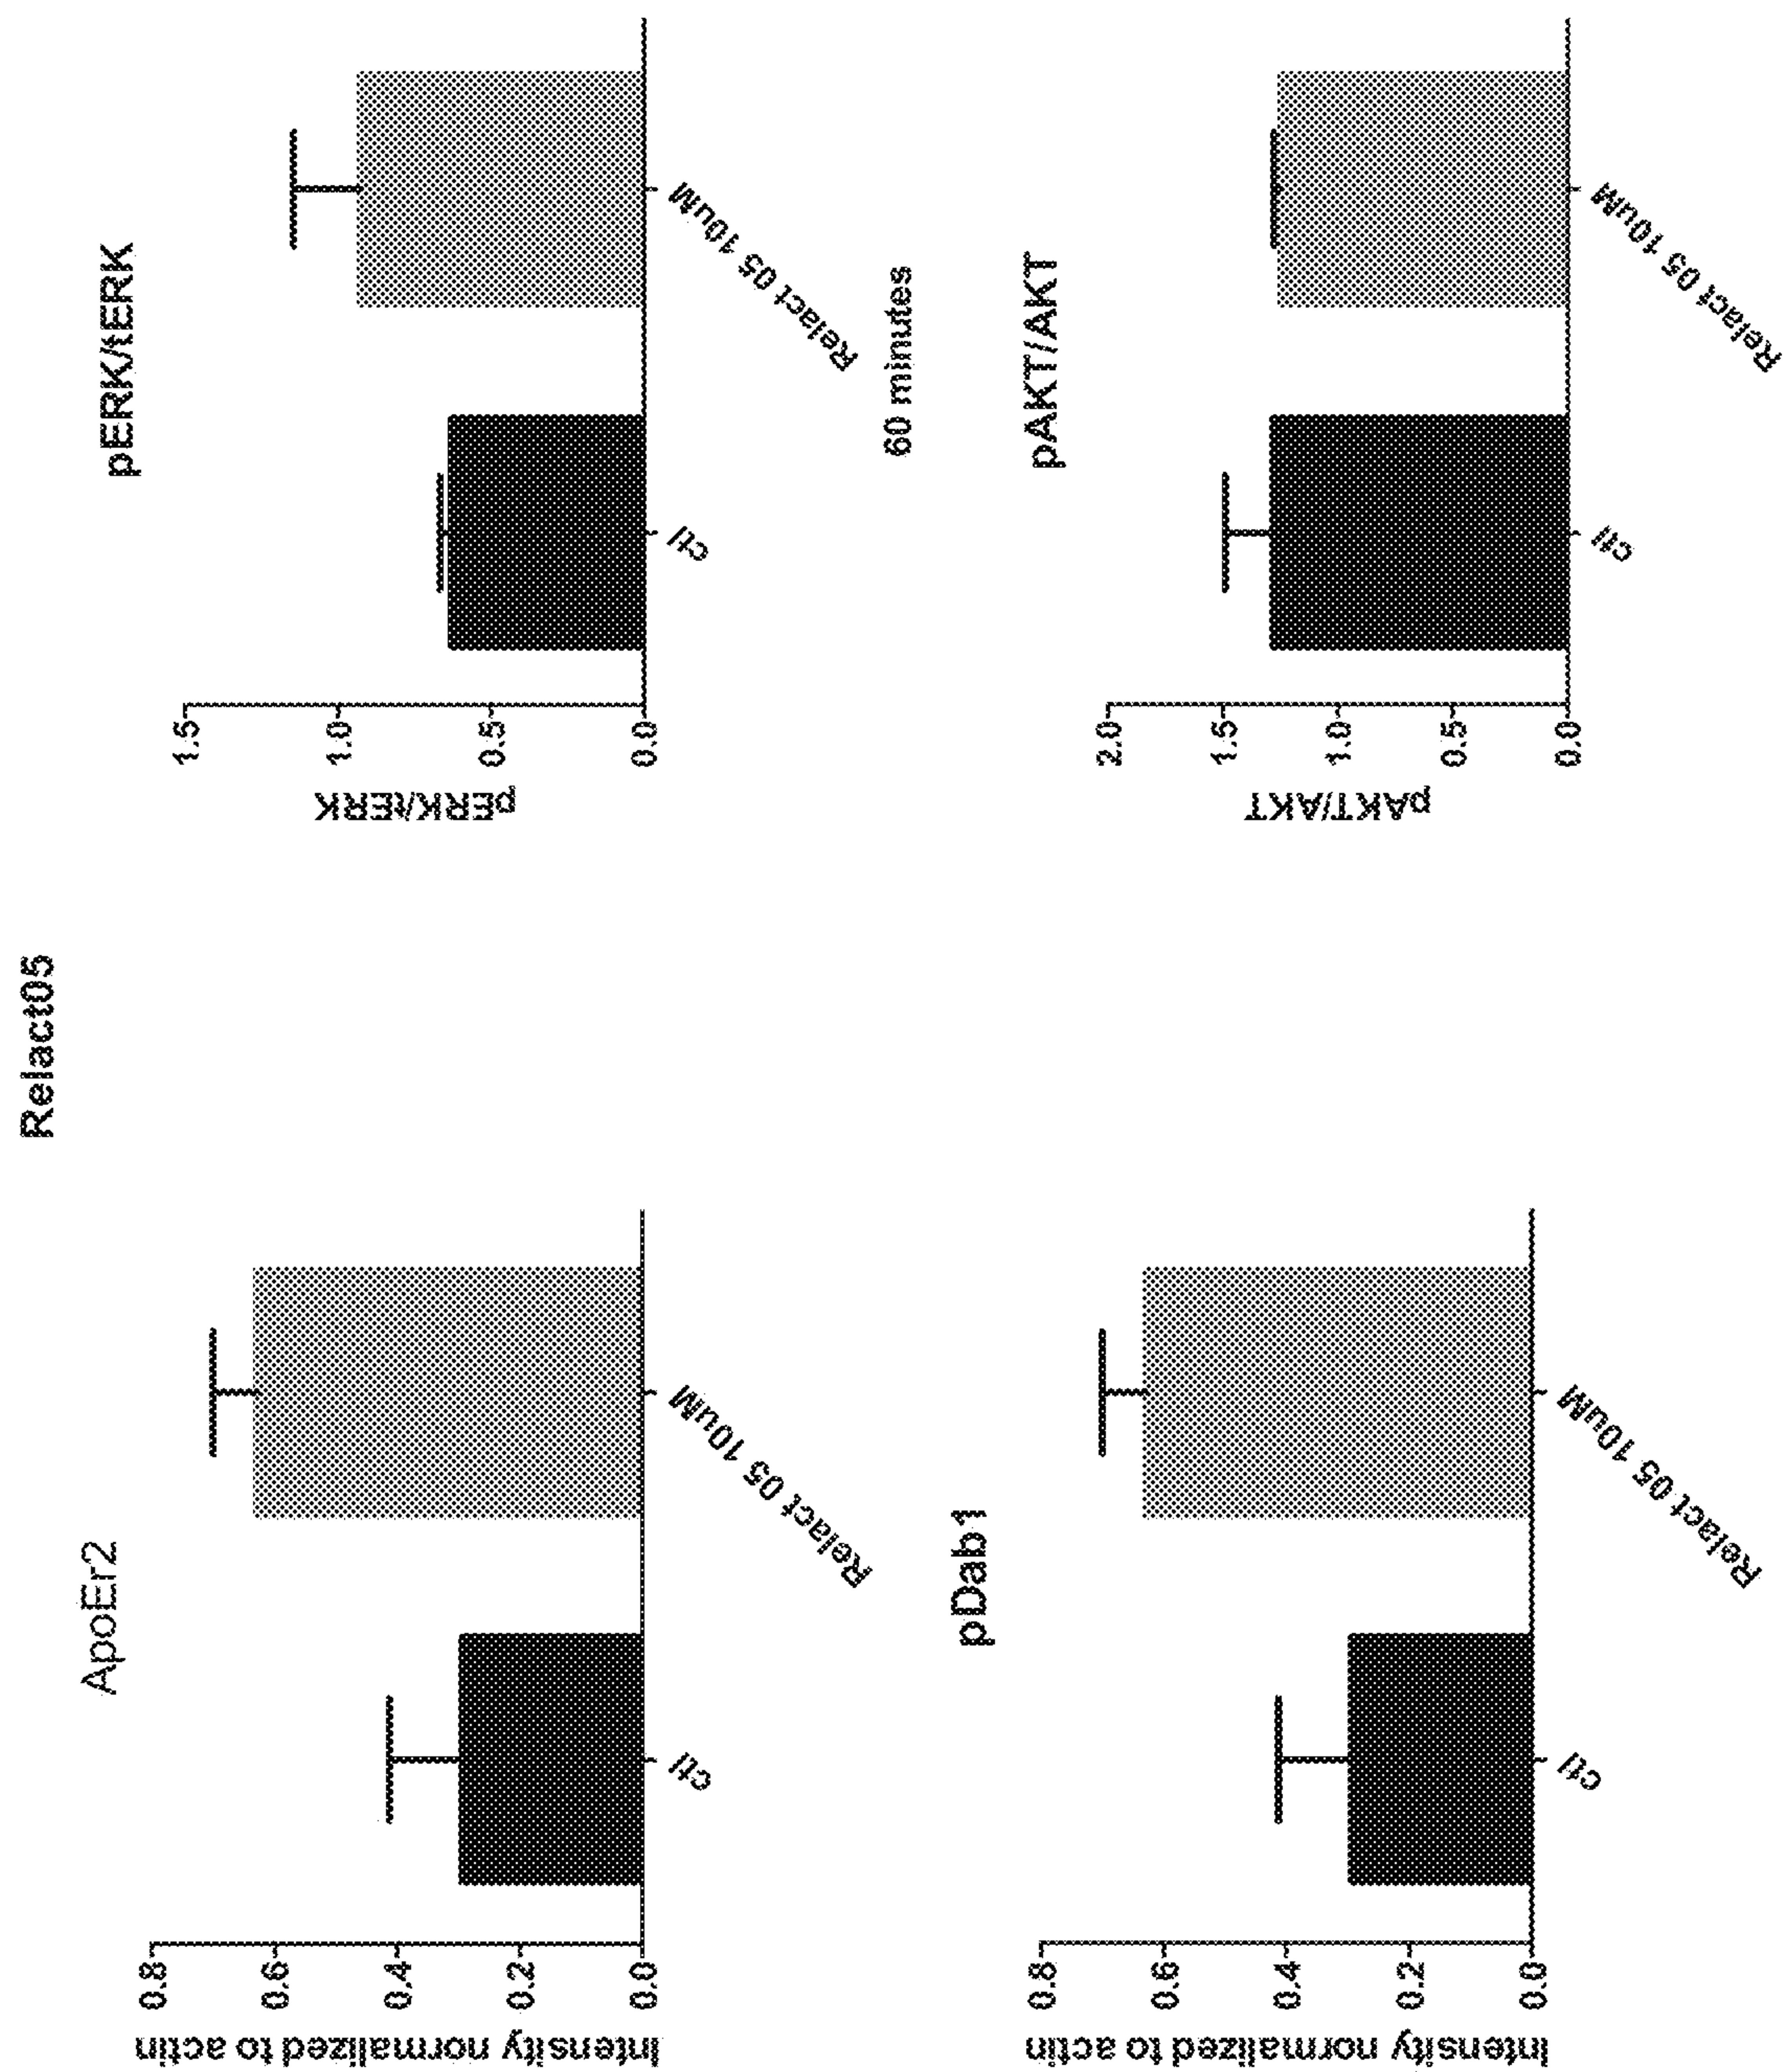 Relact05
ApoEr2
Intensity normalized to actin
0.8
0.6
0.4
0.2
0.0
ctl
Relact 05 10uM
pERK/tERK
pERK/tERK
1.5
1.0
0.5
0.0
ctl
Relact 05 10uM
60 minutes
pDab1
Intensity normalized to actin
0.8
0.6
0.4
0.2
0.0
ctl
Relact 05 10uM
pAKT/AKT
pAKT/AKT
2.0
1.5
1.0
0.5
0.0
ctl
Relact 05 10uM